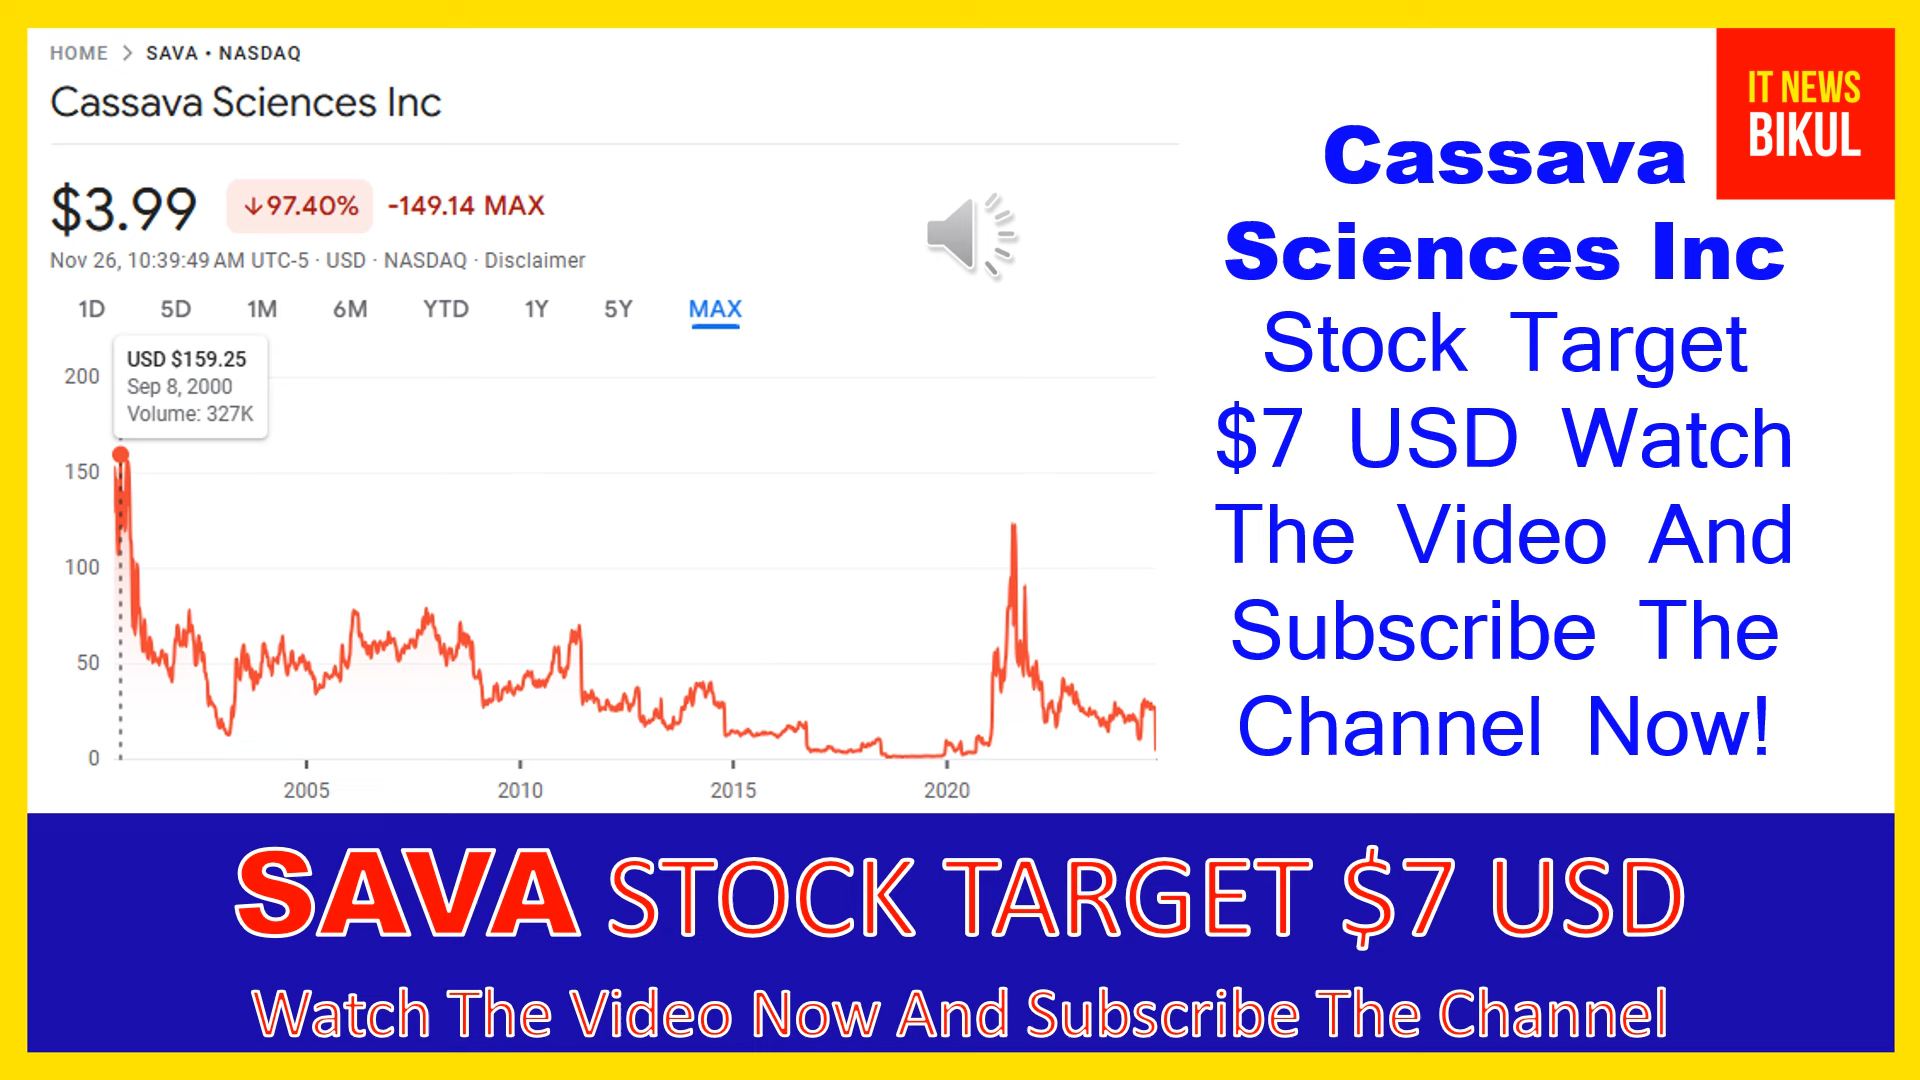 HOME > SAVA • NASDAQ
Cassava Sciences Inc
$3.99 ↓97.40% -149.14 MAX
Nov 26, 10:39:49 AM UTC-5 · USD · NASDAQ · Disclaimer
1D 5D 1M 6M YTD 1Y 5Y MAX
USD $159.25
Sep 8, 2000
Volume: 327K
200
150
100
50
0
2005 2010 2015 2020
IT NEWS
BIKUL
Cassava
Sciences Inc
Stock Target
$7 USD Watch
The Video And
Subscribe The
Channel Now!
SAVA STOCK TARGET $7 USD
Watch The Video Now And Subscribe The Channel